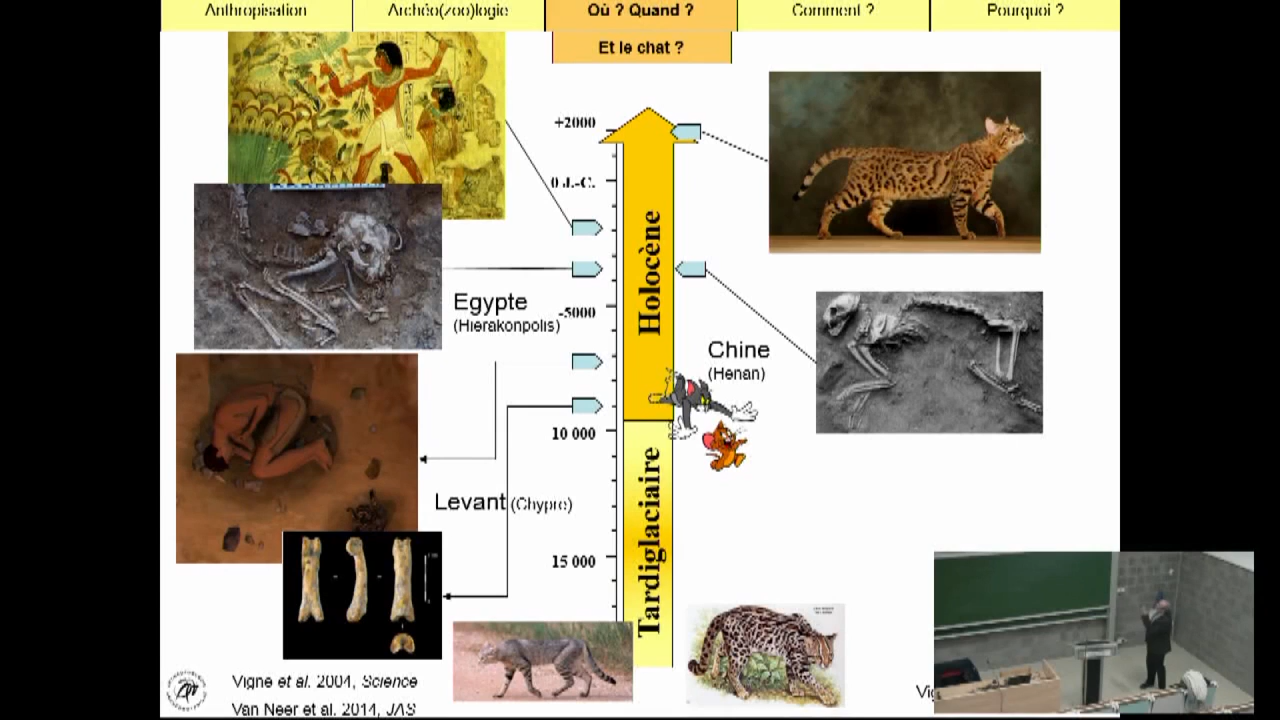 Anthropisation
Archéo(zoo)logie
Où ? Quand ?
Comment ?
Pourquoi ?
Et le chat ?
+2000
0 J.-C.
Holocène
Egypte
(Hierakonpolis)
-5000
Chine
(Henan)
10 000
Levant (Chypre)
Tardiglaciaire
15 000
Vigne et al. 2004, Science
Van Neer et al. 2014, JAS